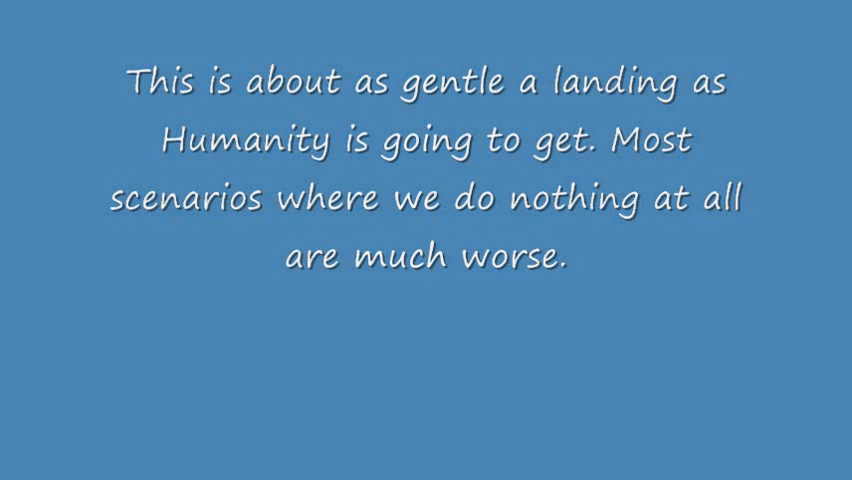 This is about as gentle a landing as
Humanity is going to get. Most
scenarios where we do nothing at all
are much worse.